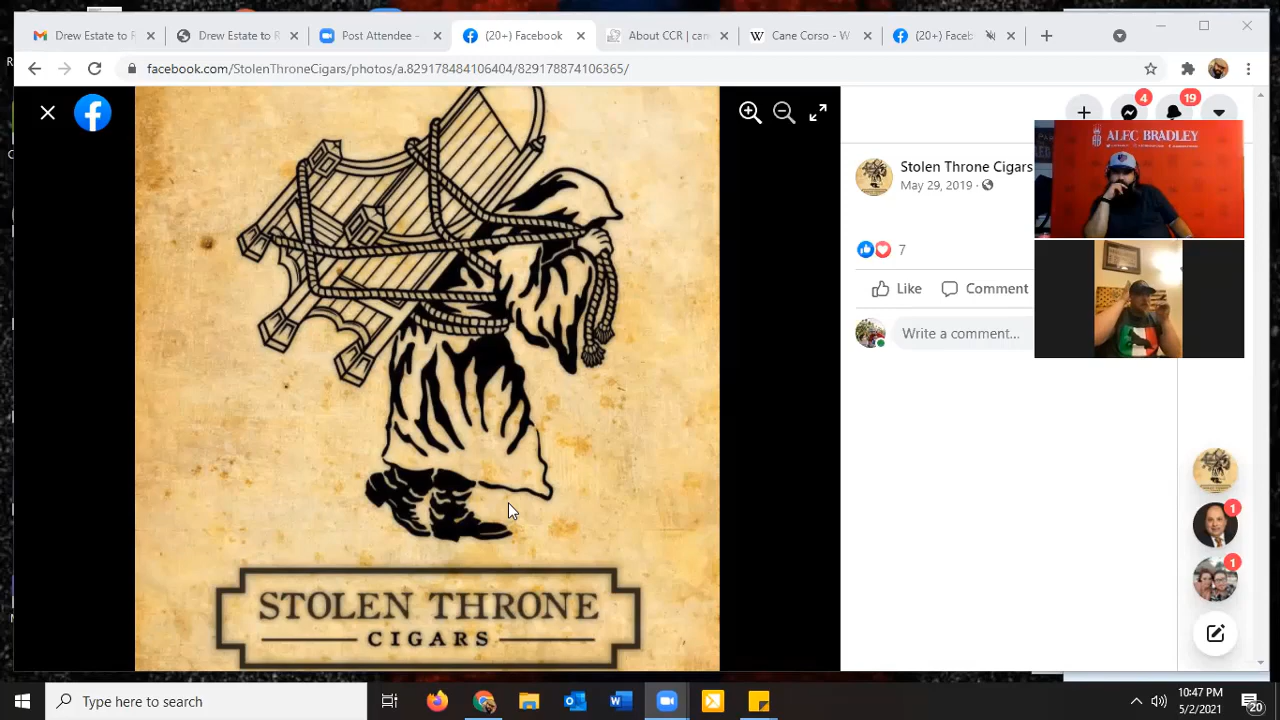 Drew Estate to R
Drew Estate to R
Post Attendee -
(20+) Facebook
About CCR | can
Cane Corso - W
(20+) Faceb
facebook.com/StolenThroneCigars/photos/a.829178484106404/829178874106365/
4
19
ALEC BRADLEY
Stolen Throne Cigars
May 29, 2019
7
Like
Comment
Write a comment...
1
1
STOLEN THRONE
CIGARS
Type here to search
10:47 PM
5/2/2021
20